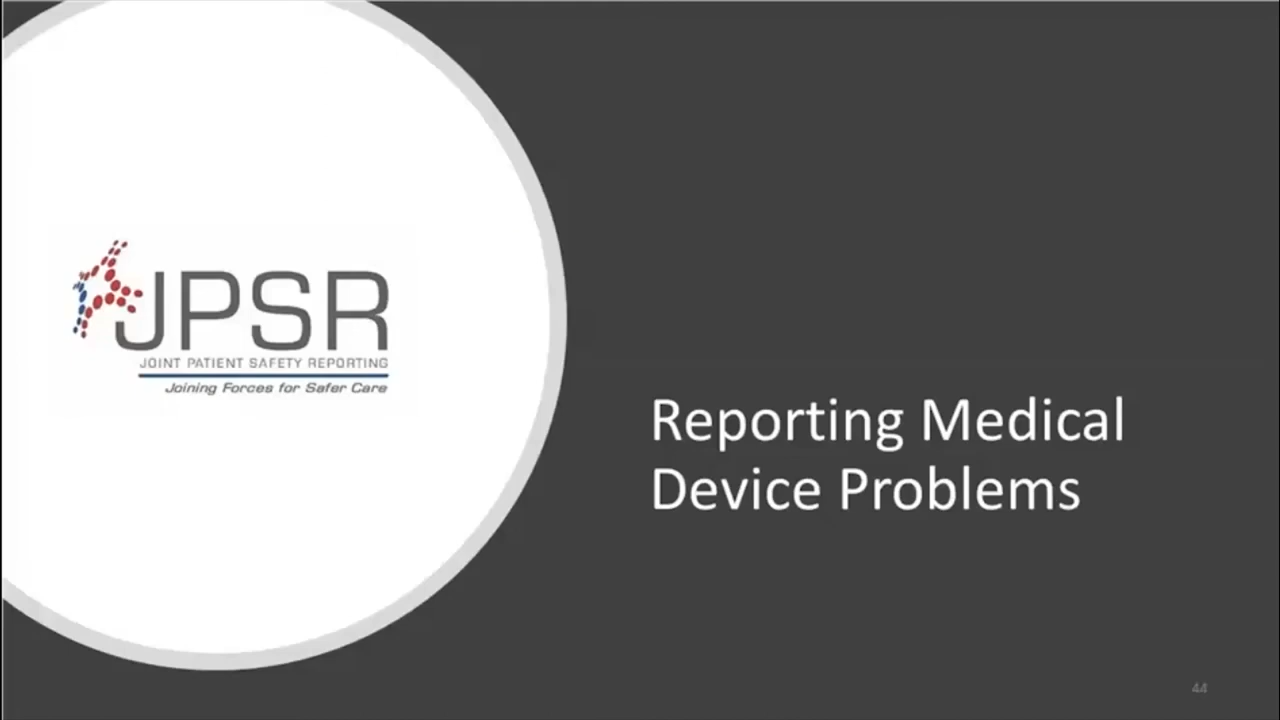 JPSR
JOINT PATIENT SAFETY REPORTING
Joining Forces for Safer Care
Reporting Medical
Device Problems
44